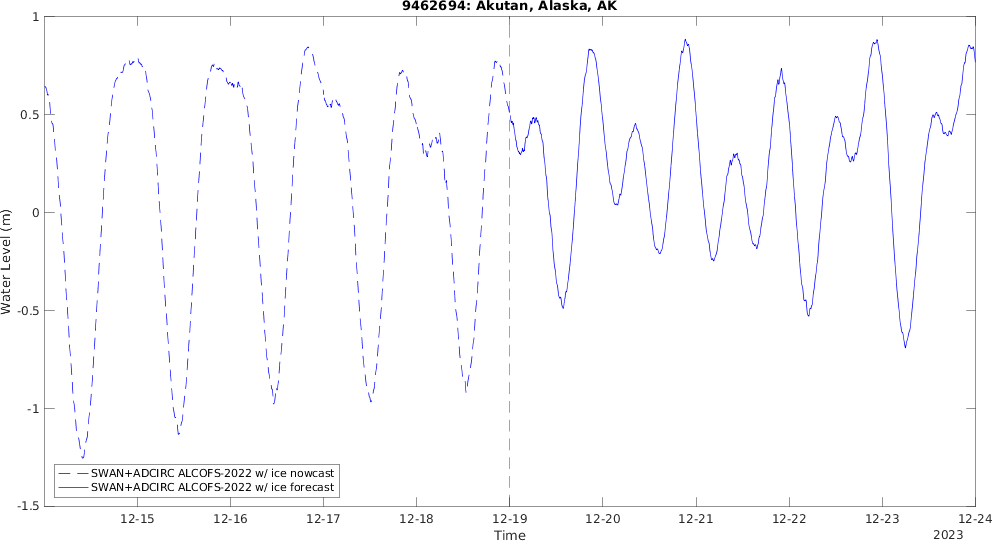 9462694: Akutan, Alaska, AK
1
0.5
0
-0.5
-1
-1.5
Water Level (m)
SWAN+ADCIRC ALCOFS-2022 w/ ice nowcast
SWAN+ADCIRC ALCOFS-2022 w/ ice forecast
12-15 12-16 12-17 12-18 12-19 12-20 12-21 12-22 12-23 12-24
Time
2023